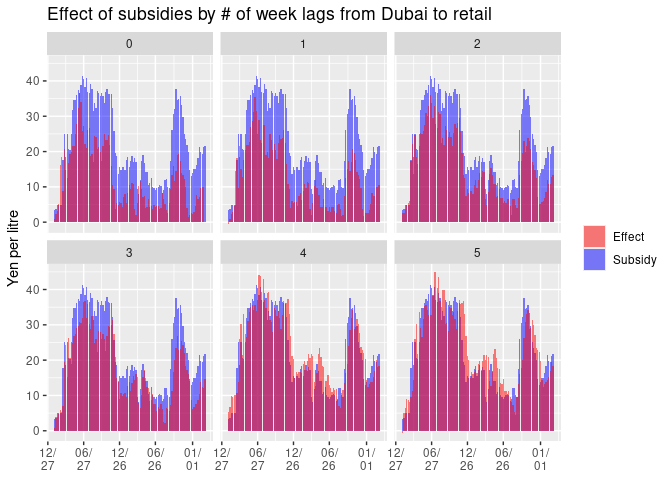 Effect of subsidies by # of week lags from Dubai to retail
0 1 2
40
30
20
10
0
Yen per litre
Effect
Subsidy
3 4 5
40
30
20
10
0
12/ 06/ 12/ 06/ 01/ 12/ 06/ 12/ 06/ 01/ 12/ 06/ 12/ 06/ 01/
27 27 26 26 01 27 27 26 26 01 27 27 26 26 01